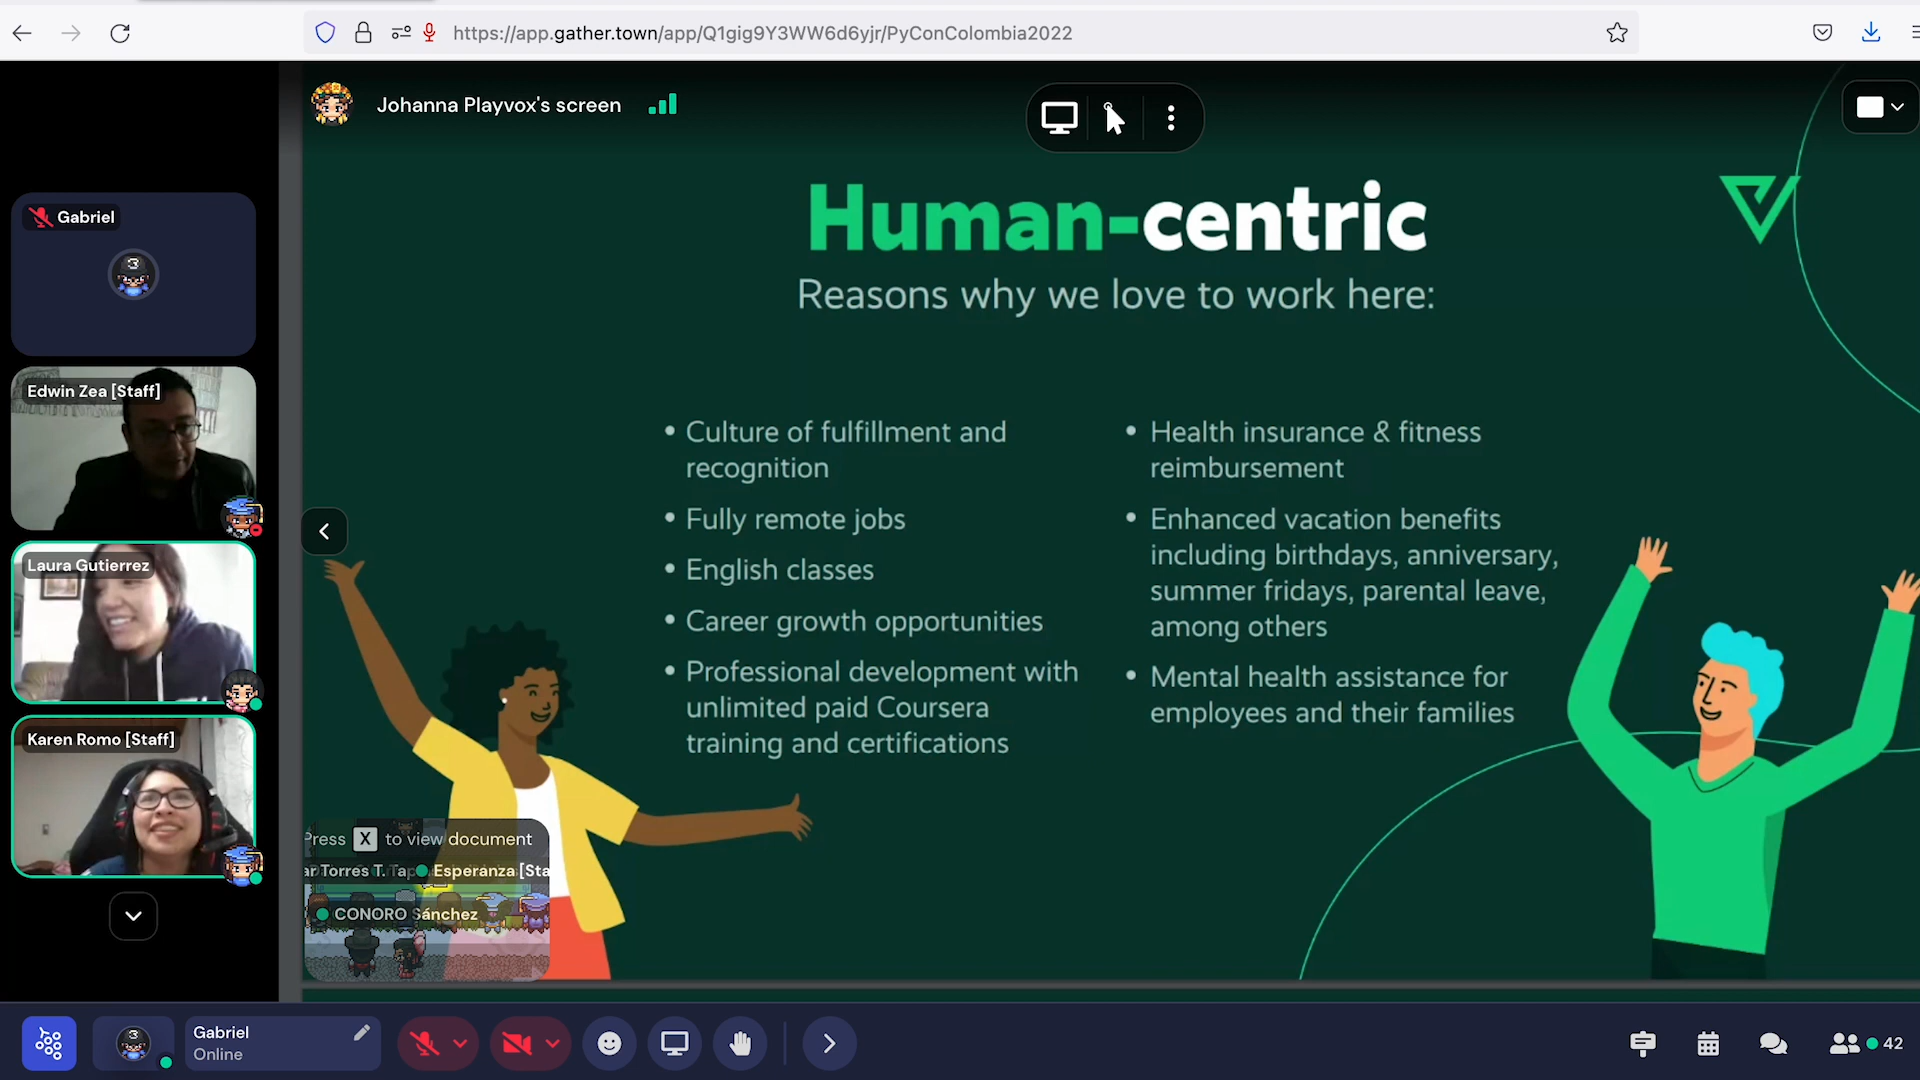 https://app.gather.town/app/Q1gig9Y3WW6d6yjr/PyConColombia2022
Johanna Playvox's screen
Gabriel
Edwin Zea [Staff]
Laura Gutierrez
Karen Romo [Staff]
Human-centric
Reasons why we love to work here:
• Culture of fulfillment and
recognition
• Fully remote jobs
• English classes
• Career growth opportunities
• Professional development with
unlimited paid Coursera
training and certifications
• Health insurance & fitness
reimbursement
• Enhanced vacation benefits
including birthdays, anniversary,
summer fridays, parental leave,
among others
• Mental health assistance for
employees and their families
Press X to view document
ar Torres T. Tap Esperanza [Sta
CONORO Sánchez
Gabriel
Online
42